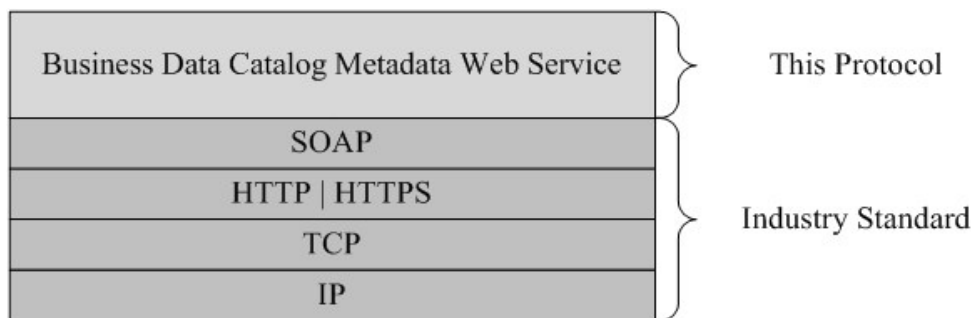 Business Data Catalog Metadata Web Service
This Protocol
SOAP
HTTP | HTTPS
TCP
IP
Industry Standard